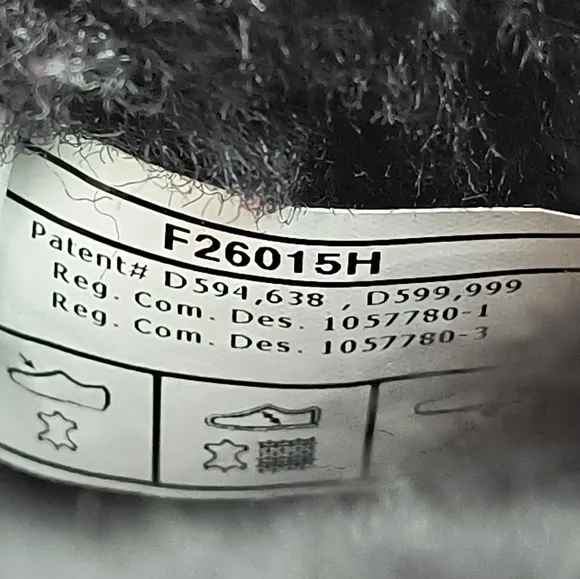 F26015H
Patent# D594,638 , D599,999
Reg. Com. Des. 1057780-1
Reg. Com. Des. 1057780-3